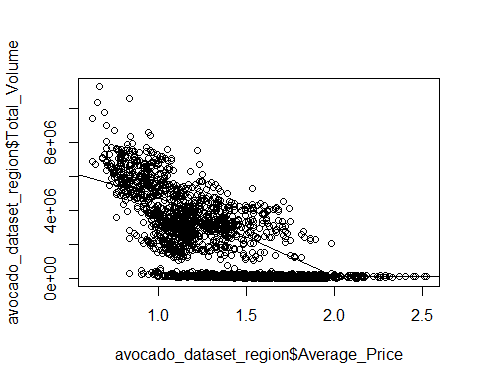 avocado_dataset_region$Total_Volume
8e+06
4e+06
0e+00
1.0 1.5 2.0 2.5
avocado_dataset_region$Average_Price